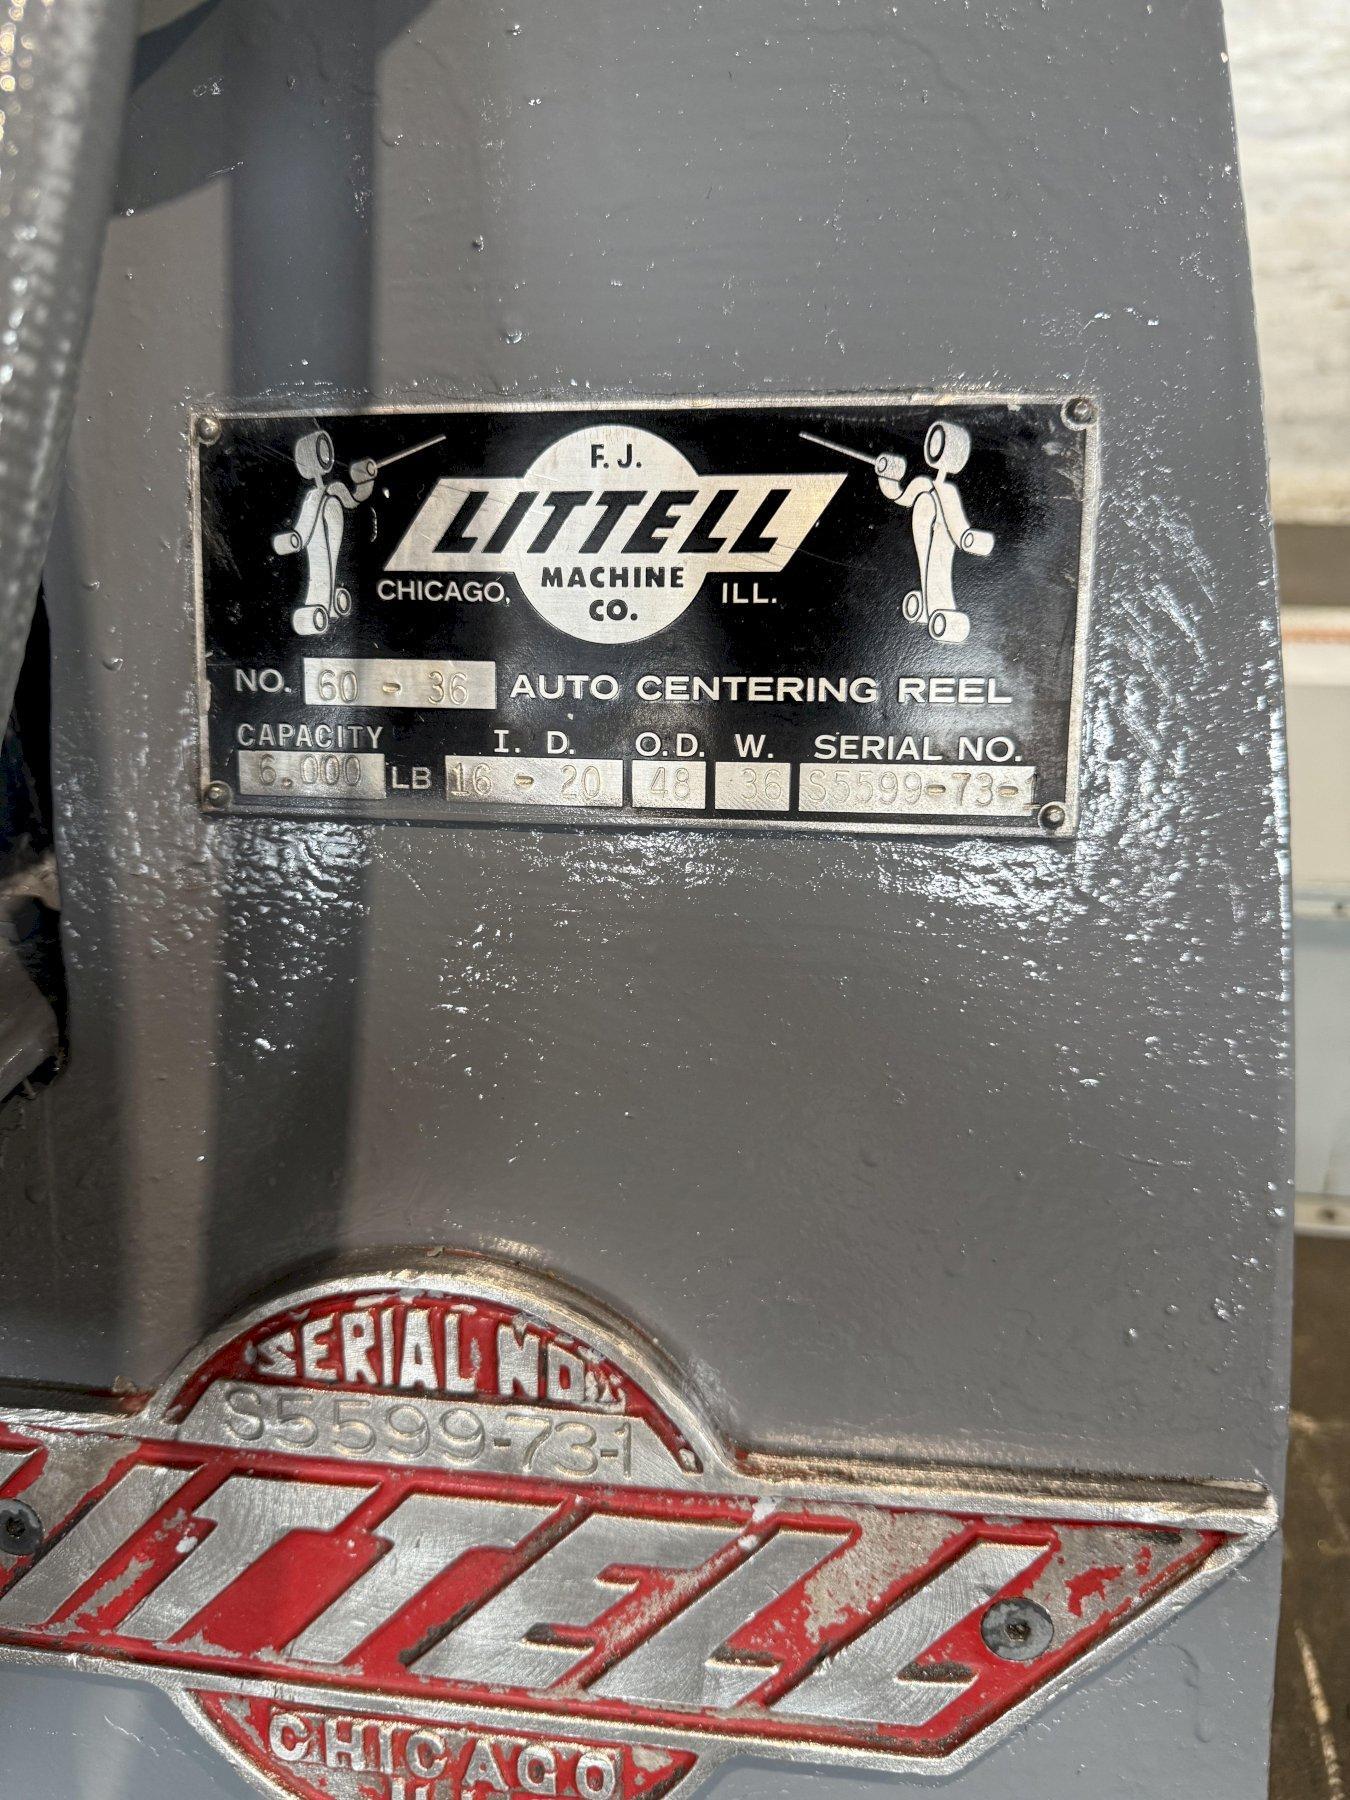 F. J.
LITTELL
MACHINE
CO.
CHICAGO, ILL.
NO. 60 - 36 AUTO CENTERING REEL
CAPACITY I. D. O.D. W. SERIAL NO.
6.000 LB 16 - 20 48 36 S5599-73-1
SERIAL NO.
S5599-73-1
LITTELL
CHICAGO